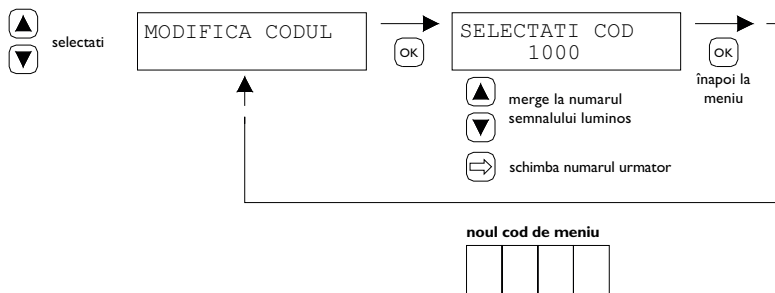 selectati
MODIFICA CODUL
OK
SELECTATI COD
1000
OK
înapoi la
meniu
merge la numarul
semnalului luminos
schimba numarul urmator
noul cod de meniu